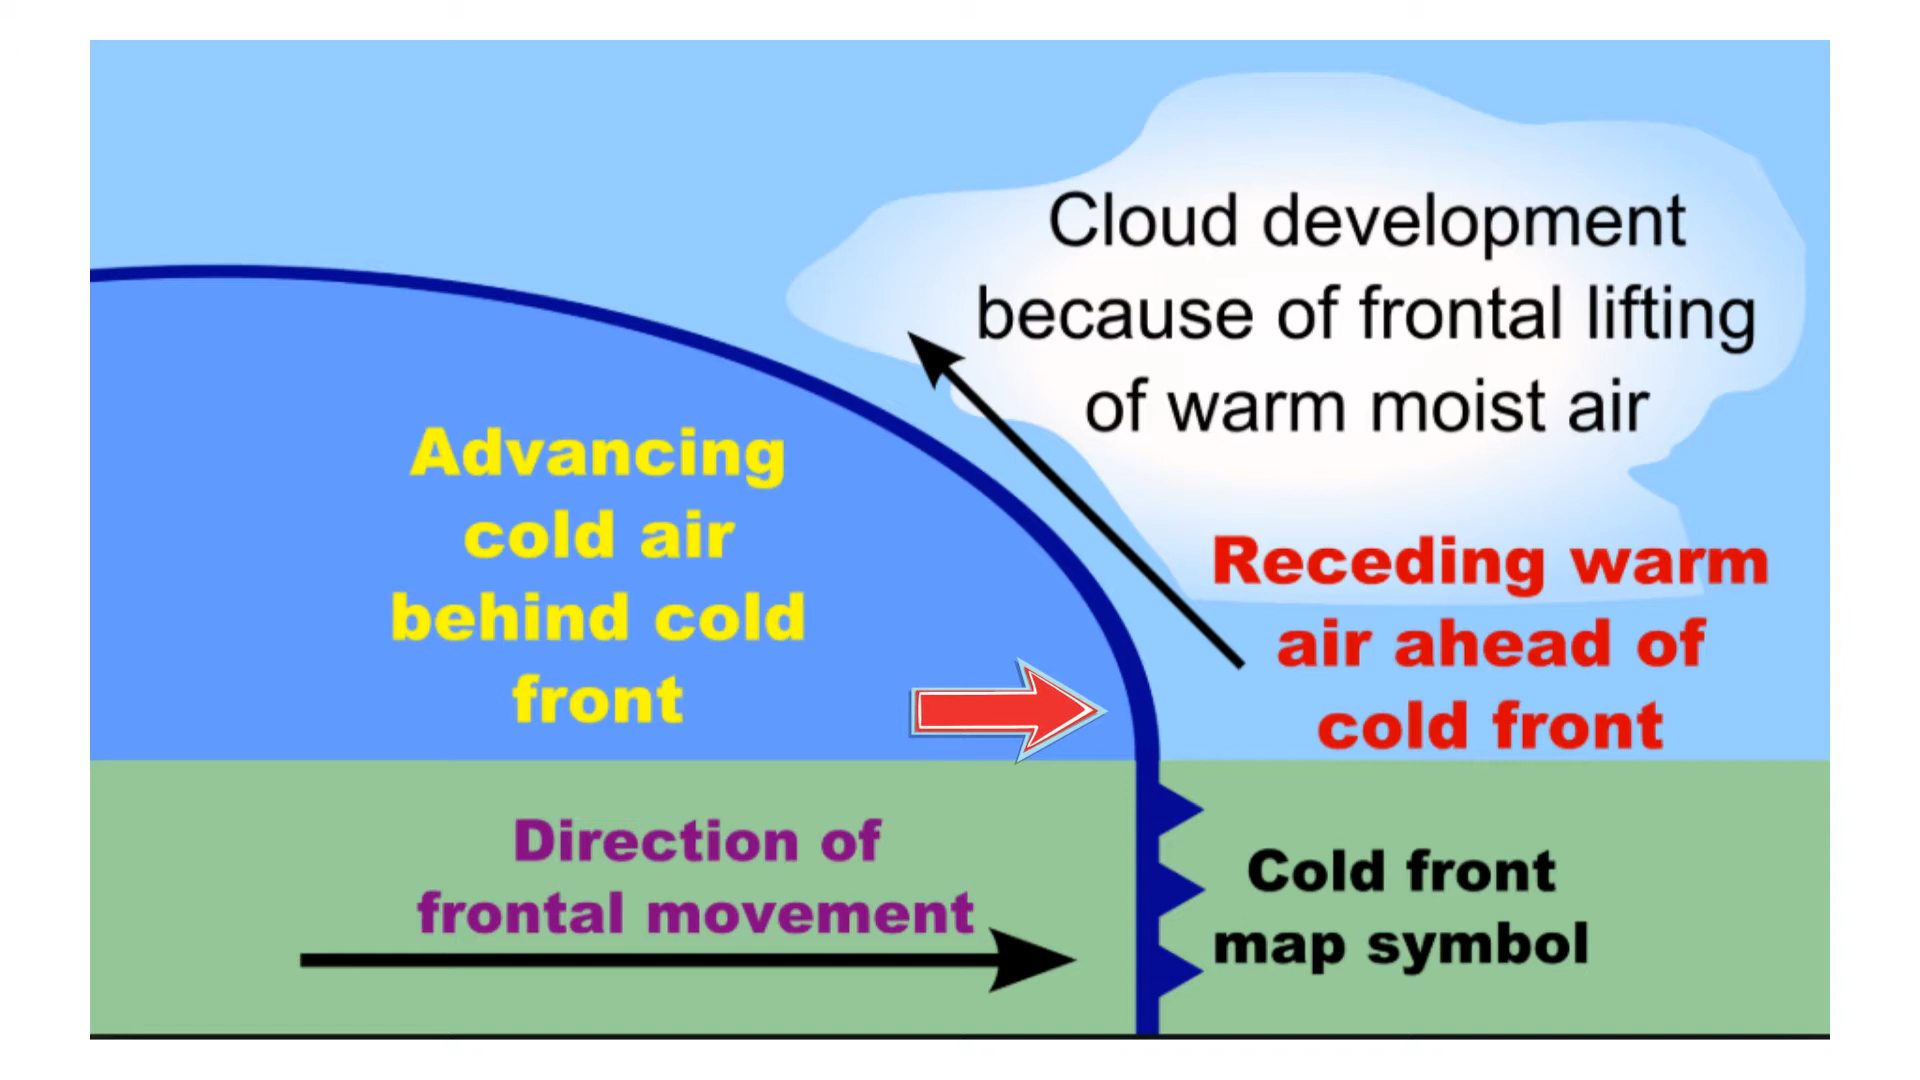 Cloud development
because of frontal lifting
of warm moist air
Advancing
cold air
behind cold
front
Receding warm
air ahead of
cold front
Direction of
frontal movement
Cold front
map symbol